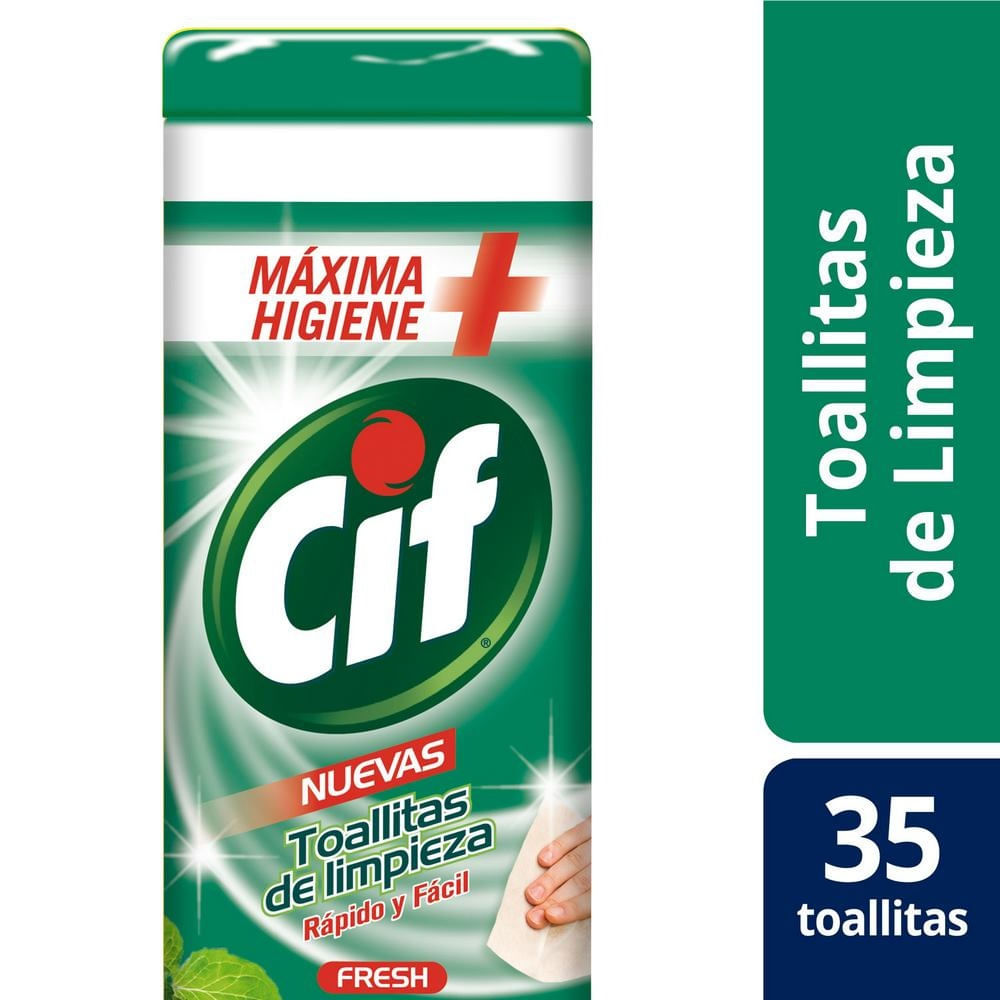 MÁXIMA
HIGIENE
Cif
®
NUEVAS
Toallitas
de limpieza
Rápido y Fácil
FRESH
Toallitas
de Limpieza
35
toallitas